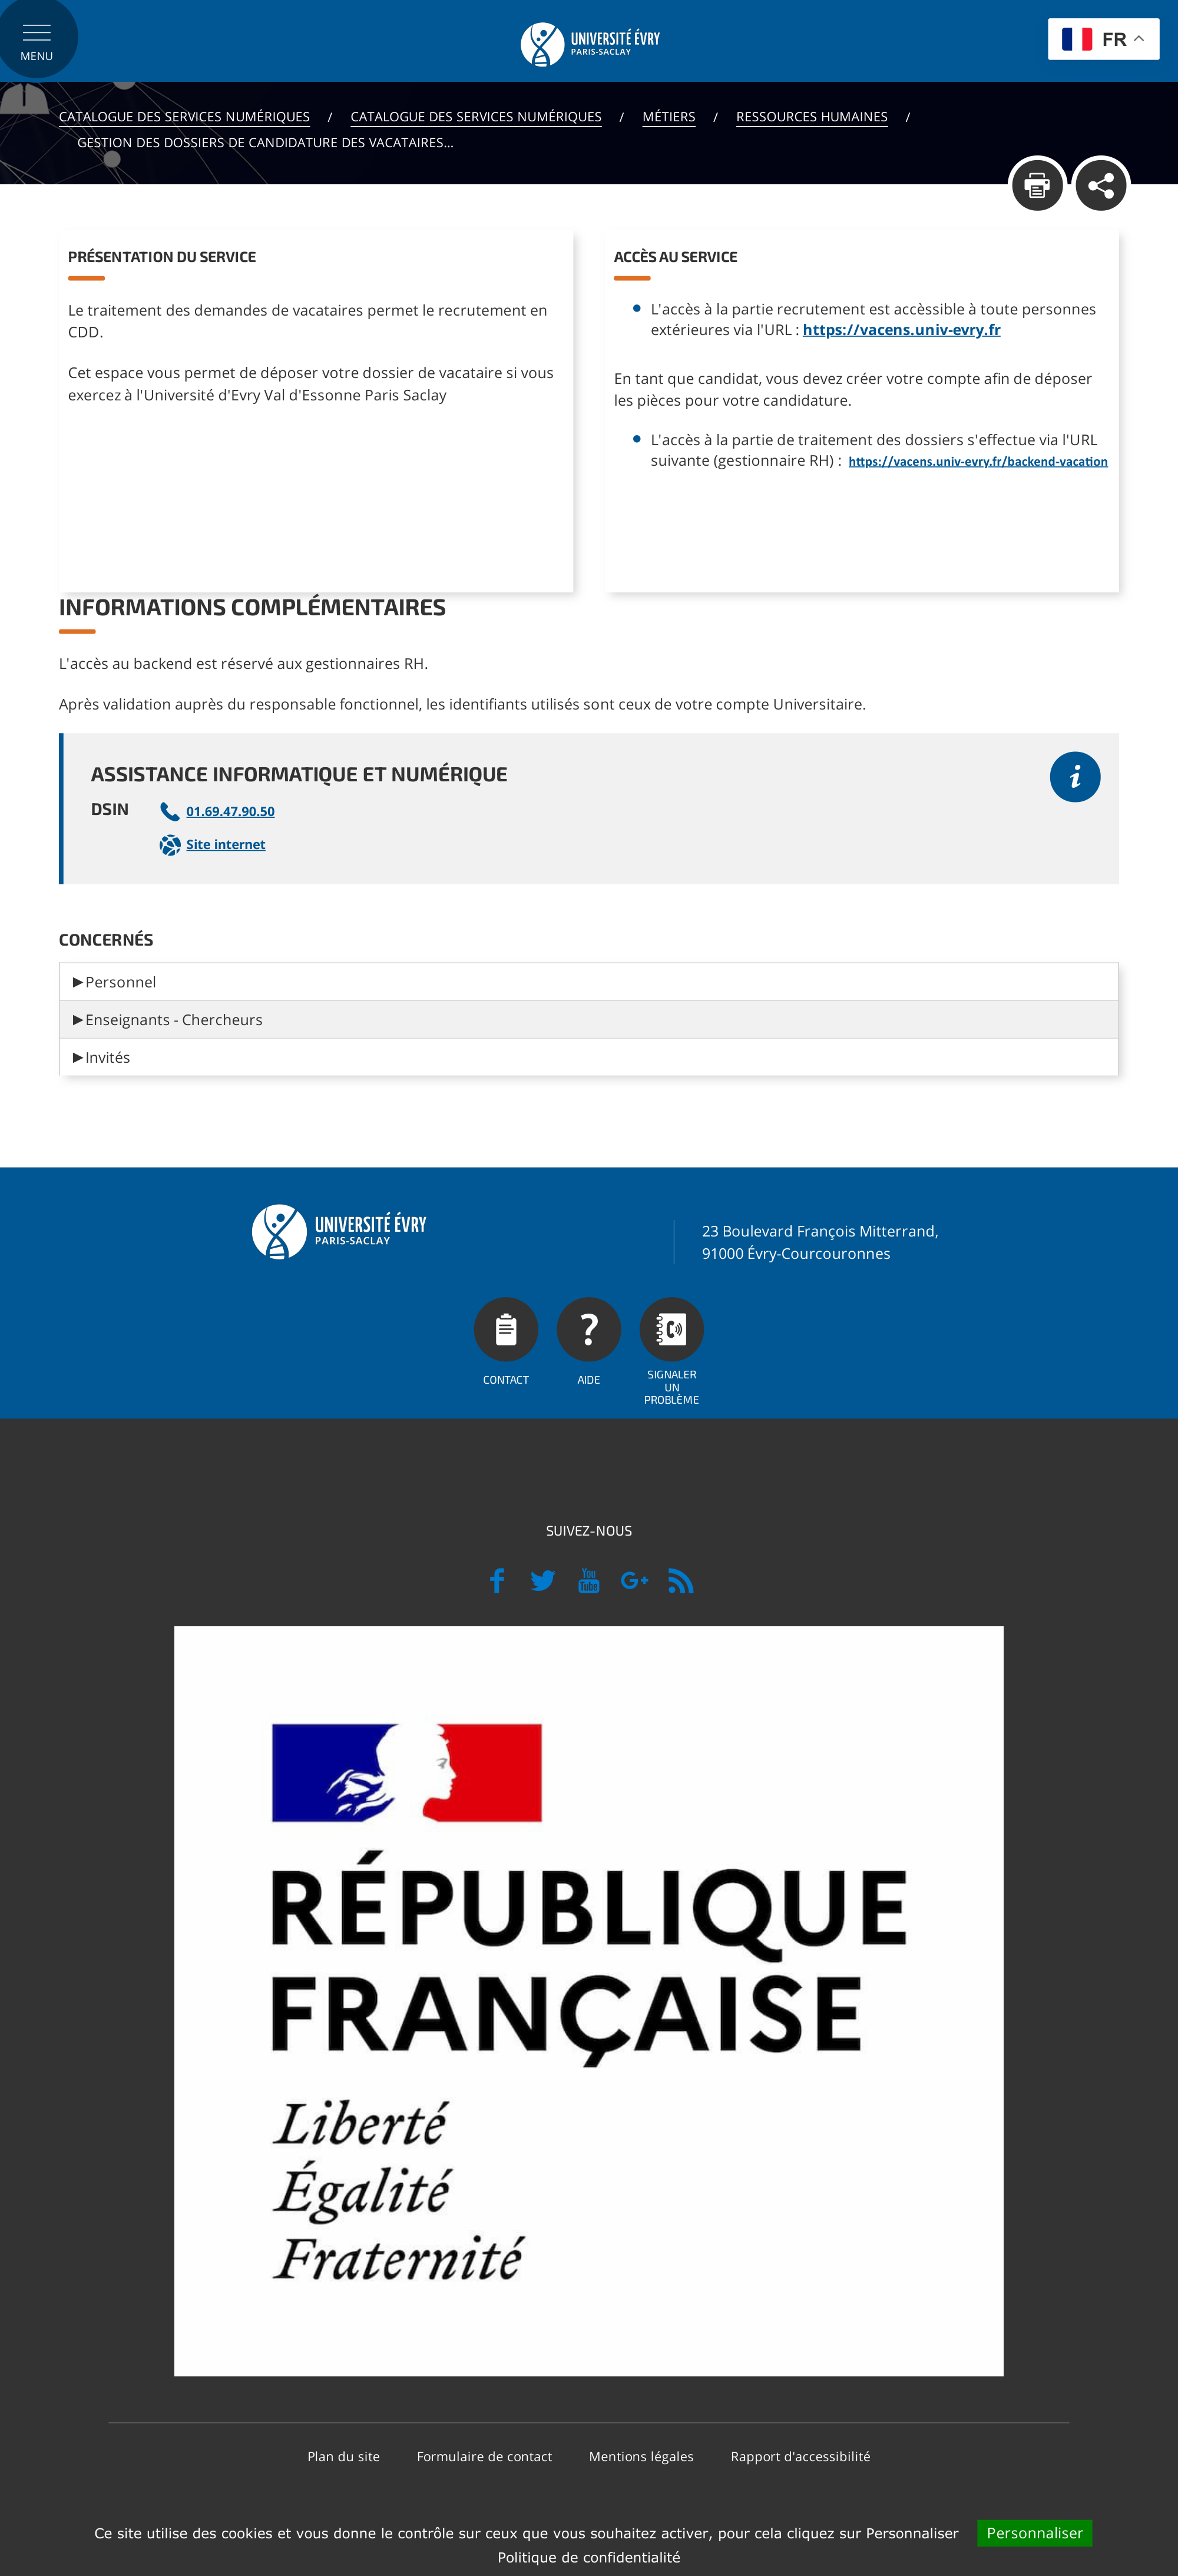 MENU
UNIVERSITÉ ÉVRY
PARIS-SACLAY
FR
CATALOGUE DES SERVICES NUMÉRIQUES / CATALOGUE DES SERVICES NUMÉRIQUES / MÉTIERS / RESSOURCES HUMAINES /
GESTION DES DOSSIERS DE CANDIDATURE DES VACATAIRES...
PRÉSENTATION DU SERVICE
Le traitement des demandes de vacataires permet le recrutement en
CDD.
Cet espace vous permet de déposer votre dossier de vacataire si vous
exercez à l'Université d'Evry Val d'Essonne Paris Saclay
ACCÈS AU SERVICE
L'accès à la partie recrutement est accèssible à toute personnes
extérieures via l'URL : https://vacens.univ-evry.fr
En tant que candidat, vous devez créer votre compte afin de déposer
les pièces pour votre candidature.
L'accès à la partie de traitement des dossiers s'effectue via l'URL
suivante (gestionnaire RH) : https://vacens.univ-evry.fr/backend-vacation
INFORMATIONS COMPLÉMENTAIRES
L'accès au backend est réservé aux gestionnaires RH.
Après validation auprès du responsable fonctionnel, les identifiants utilisés sont ceux de votre compte Universitaire.
ASSISTANCE INFORMATIQUE ET NUMÉRIQUE
DSIN 01.69.47.90.50
Site internet
CONCERNÉS
Personnel
Enseignants - Chercheurs
Invités
UNIVERSITÉ ÉVRY
PARIS-SACLAY
23 Boulevard François Mitterrand,
91000 Évry-Courcouronnes
CONTACT
AIDE
SIGNALER
UN
PROBLÈME
SUIVEZ-NOUS
You
Tube
G+
RÉPUBLIQUE
FRANÇAISE
Liberté
Égalité
Fraternité
Plan du site Formulaire de contact Mentions légales Rapport d'accessibilité
Ce site utilise des cookies et vous donne le contrôle sur ceux que vous souhaitez activer, pour cela cliquez sur Personnaliser Personnaliser
Politique de confidentialité